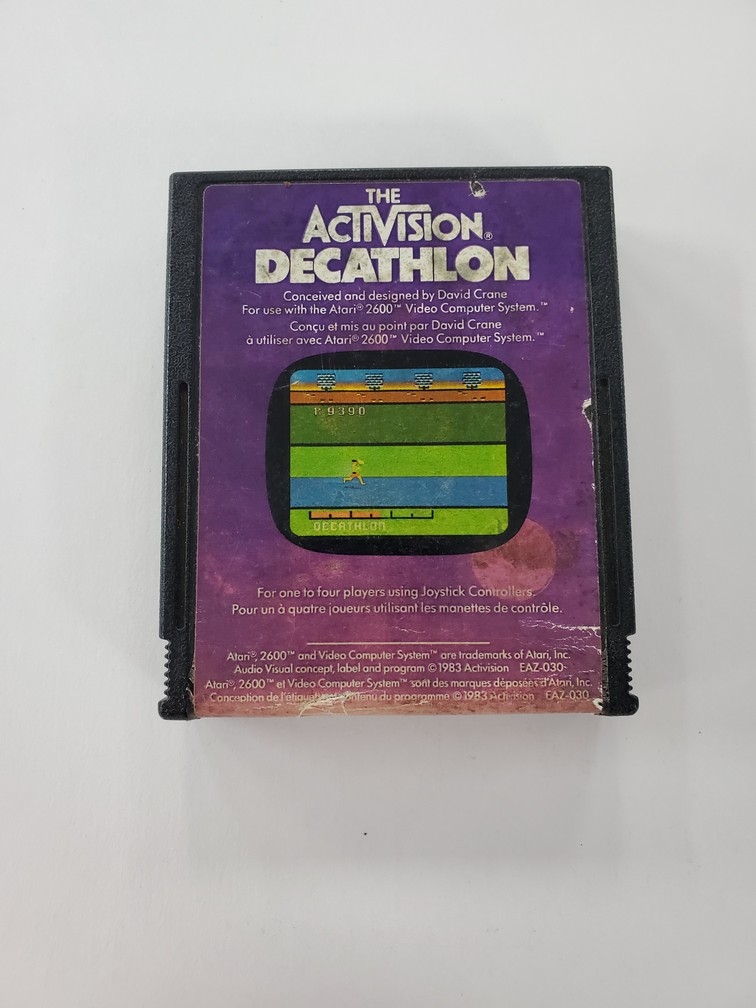 THE
ACTIVISION®
DECATHLON
Conceived and designed by David Crane
For use with the Atari® 2600™ Video Computer System.™
Conçu et mis au point par David Crane
à utiliser avec Atari® 2600™ Video Computer System.™
9390
DECATHLON
For one to four players using Joystick Controllers.
Pour un à quatre joueurs utilisant les manettes de contrôle.
Atari®, 2600™ and Video Computer System™ are trademarks of Atari, Inc.
Audio Visual concept, label and program ©1983 Activision EAZ-030-
Atari®, 2600™ et Video Computer System™ sont des marques déposées d'Atari, Inc.
Conception de contenu du programme ©1983 Activision EAZ-030